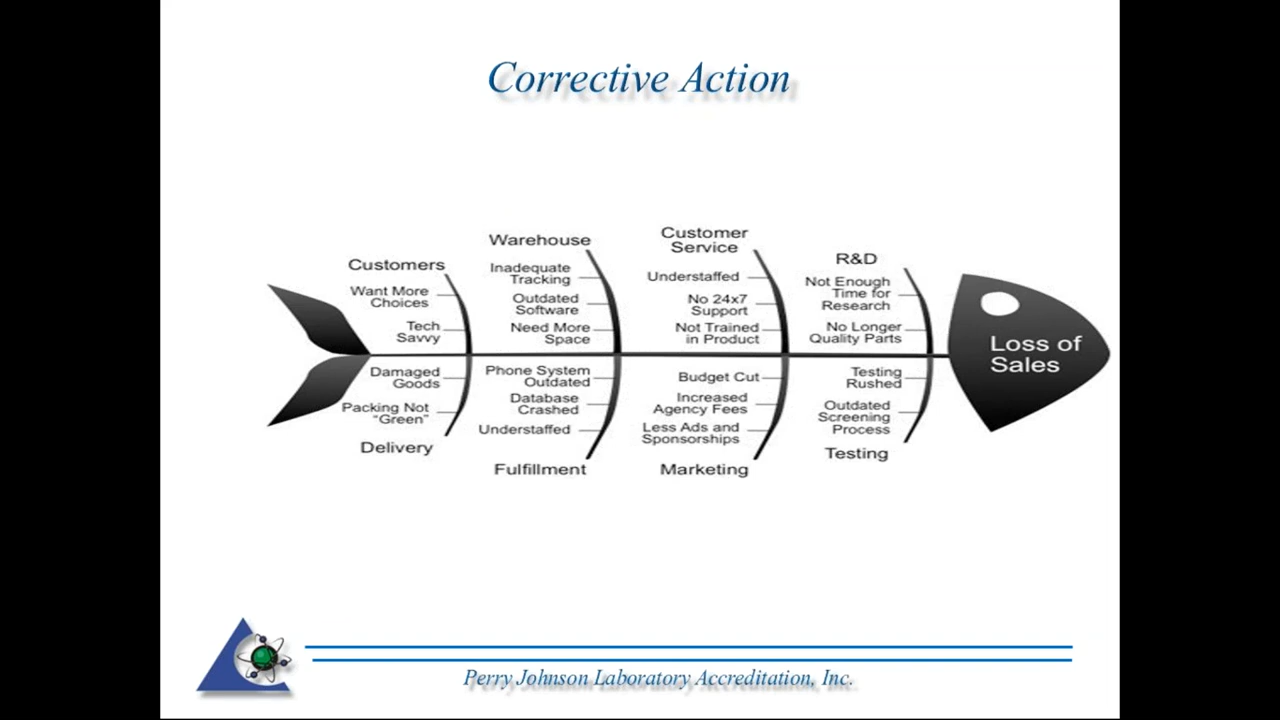 Corrective Action
Customers
Want More
Choices
Tech
Savvy
Warehouse
Inadequate
Tracking
Outdated
Software
Need More
Space
Customer
Service
Understaffed
No 24x7
Support
Not Trained
in Product
R&D
Not Enough
Time for
Research
No Longer
Quality Parts
Loss of
Sales
Damaged
Goods
Packing Not
“Green”
Delivery
Phone System
Outdated
Database
Crashed
Understaffed
Fulfillment
Budget Cut
Increased
Agency Fees
Less Ads and
Sponsorships
Marketing
Testing
Rushed
Outdated
Screening
Process
Testing
Perry Johnson Laboratory Accreditation, Inc.